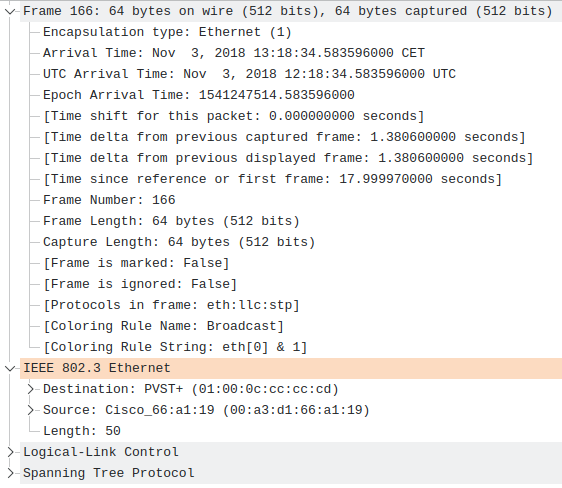 Frame 166: 64 bytes on wire (512 bits), 64 bytes captured (512 bits)
Encapsulation type: Ethernet (1)
Arrival Time: Nov  3, 2018 13:18:34.583596000 CET
UTC Arrival Time: Nov  3, 2018 12:18:34.583596000 UTC
Epoch Arrival Time: 1541247514.583596000
[Time shift for this packet: 0.000000000 seconds]
[Time delta from previous captured frame: 1.380600000 seconds]
[Time delta from previous displayed frame: 1.380600000 seconds]
[Time since reference or first frame: 17.999970000 seconds]
Frame Number: 166
Frame Length: 64 bytes (512 bits)
Capture Length: 64 bytes (512 bits)
[Frame is marked: False]
[Frame is ignored: False]
[Protocols in frame: eth:llc:stp]
[Coloring Rule Name: Broadcast]
[Coloring Rule String: eth[0] & 1]
IEEE 802.3 Ethernet
Destination: PVST+ (01:00:0c:cc:cc:cd)
Source: Cisco_66:a1:19 (00:a3:d1:66:a1:19)
Length: 50
Logical-Link Control
Spanning Tree Protocol